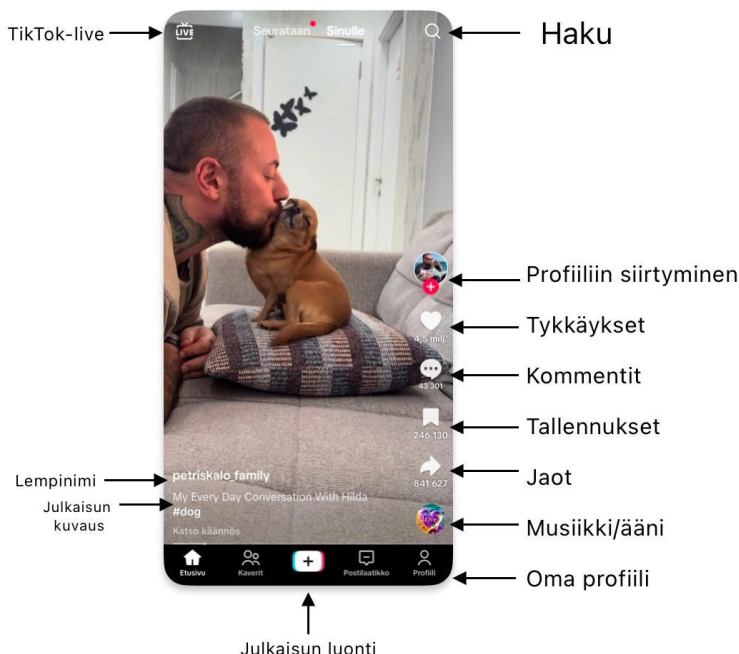 TikTok-live
LIVE
Seurataan
Sinulle
Haku
Profiiliin siirtyminen
4,5 milj.
Tykkäykset
Kommentit
43 301
Tallennukset
246 130
Jaot
841 627
Lempinimi
petriskalo_family
Julkaisun
kuvaus
My Every Day Conversation With Hilda
#dog
Katso käännös
Musiikki/ääni
Etusivu
Kaverit
Postilaatikko
Profiili
Oma profiili
Julkaisun luonti